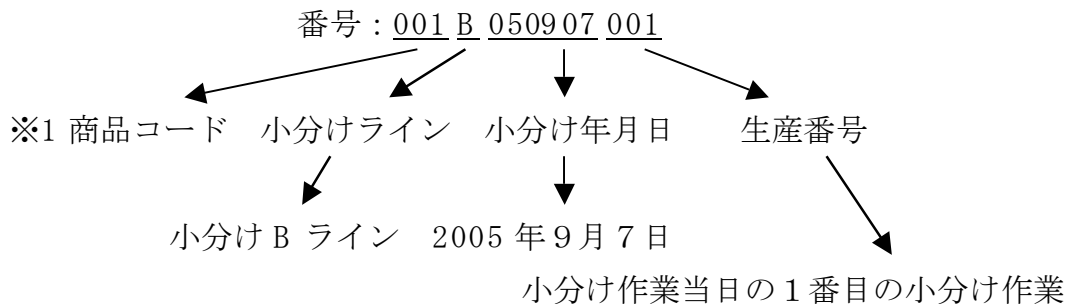 番号：001 B 050907 001
※1 商品コード 小分けライン 小分け年月日 生産番号
小分け B ライン 2005 年９月７日
小分け作業当日の１番目の小分け作業